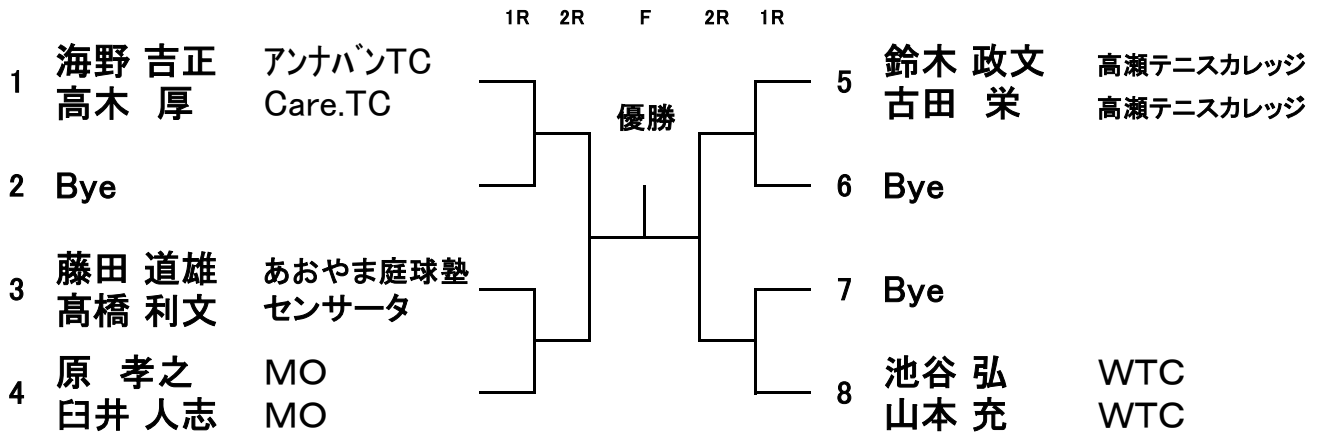 1R 2R F 2R 1R
1 海野 吉正 アンナバンTC
高木 厚 Care.TC
2 Bye
3 藤田 道雄 あおやま庭球塾
髙橋 利文 センサータ
4 原 孝之 MO
臼井 人志 MO
優勝
5 鈴木 政文 高瀬テニスカレッジ
古田 栄 高瀬テニスカレッジ
6 Bye
7 Bye
8 池谷 弘 WTC
山本 充 WTC